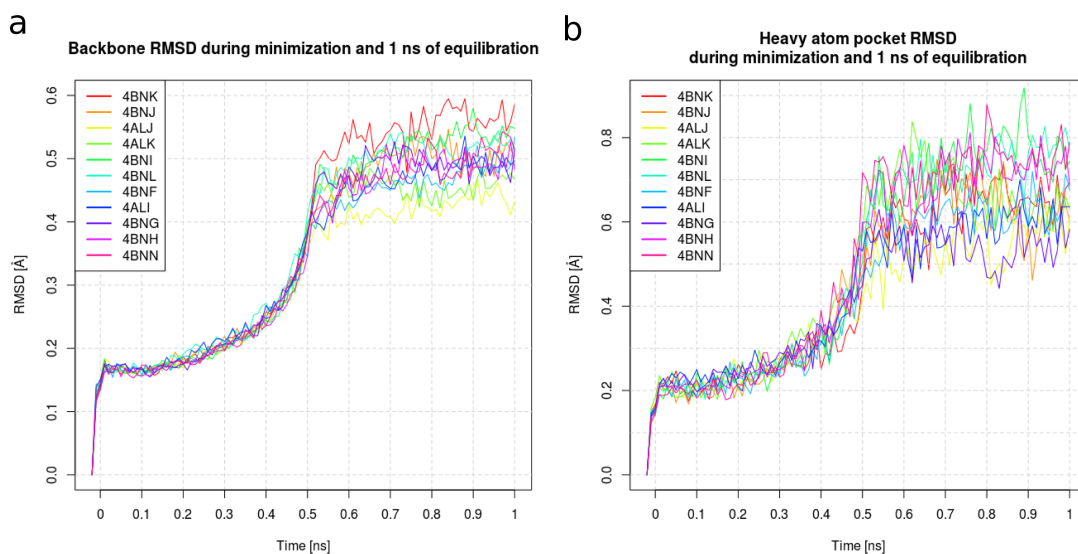 a
Backbone RMSD during minimization and 1 ns of equilibration
4BNK
4BNJ
4ALJ
4ALK
4BNI
4BNL
4BNF
4ALI
4BNG
4BNH
4BNN
RMSD [Å]
0.6
0.5
0.4
0.3
0.2
0.1
0.0
0 0.1 0.2 0.3 0.4 0.5 0.6 0.7 0.8 0.9 1
Time [ns]
b
Heavy atom pocket RMSD
during minimization and 1 ns of equilibration
4BNK
4BNJ
4ALJ
4ALK
4BNI
4BNL
4BNF
4ALI
4BNG
4BNH
4BNN
RMSD [Å]
0.8
0.6
0.4
0.2
0.0
0 0.1 0.2 0.3 0.4 0.5 0.6 0.7 0.8 0.9 1
Time [ns]